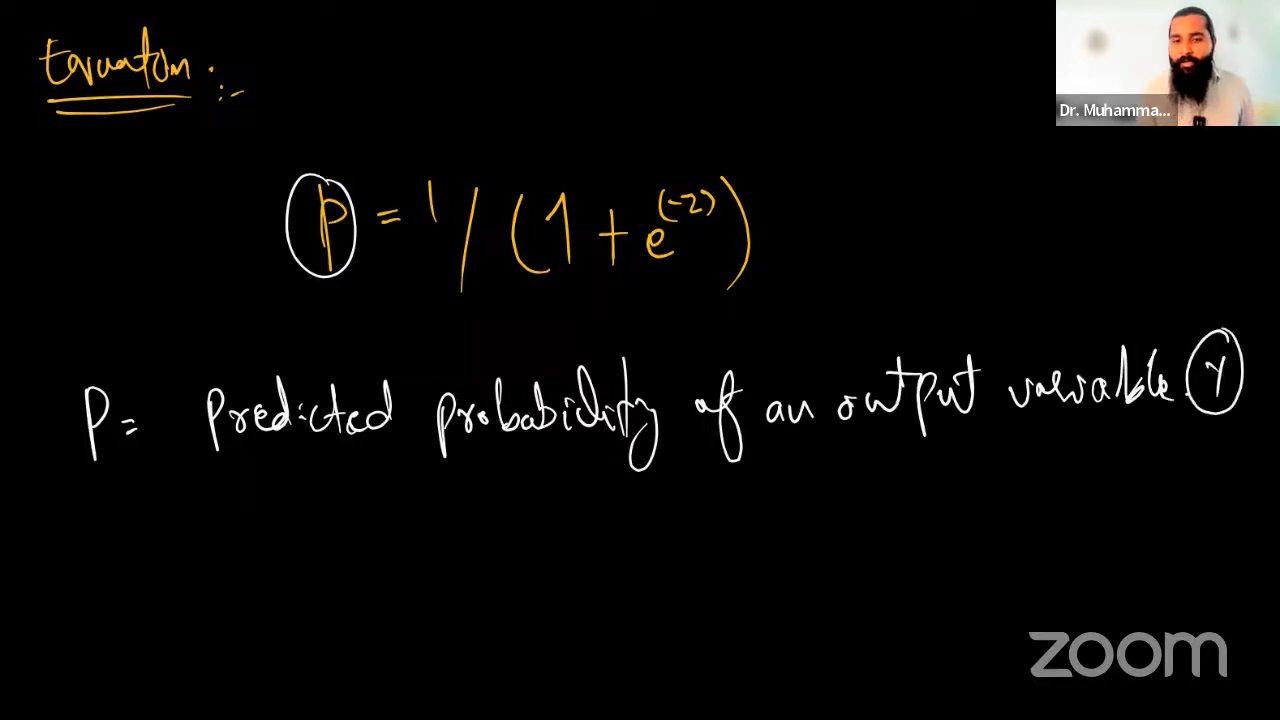 Equation :-
Dr. Muhamma...
p = 1 / (1 + e^(-z))
P = Predicted probability of an output variable. (Y)
zoom